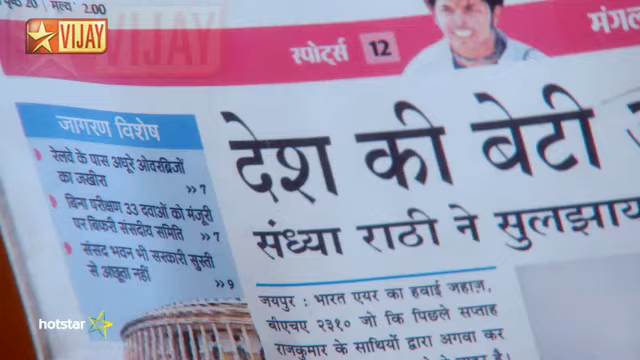 मूल्य 2.00
VIJAY
स्पोर्ट्स 12
जागरण विशेष
रेलवे के पास अधूरे ओवरब्रिजों
का जखीरा
>> 7
बिना परीक्षण 33 दवाओं को मंजूरी
पर बिफरी संसदीय समिति >> 7
संसद भवन भी सरकारी सुस्ती
से अछूता नहीं
>> 9
देश की बेटी
संध्या राठी ने सुलझाय
जयपुर : भारत एयर का हवाई जहाज़,
बीएचए २३१० जो कि पिछले सप्ताह
राजकुमार के साथियों द्वारा अगवा कर
hotstar